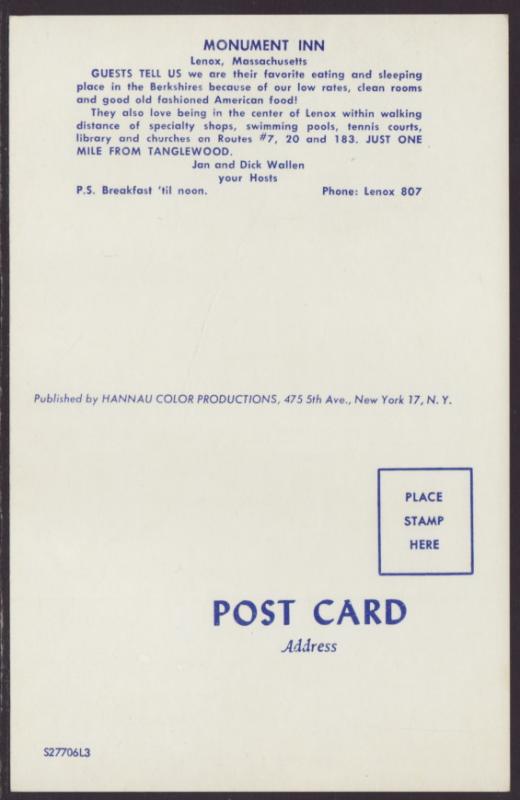 MONUMENT INN
Lenox, Massachusetts
GUESTS TELL US we are their favorite eating and sleeping
place in the Berkshires because of our low rates, clean rooms
and good old fashioned American food!
They also love being in the center of Lenox within walking
distance of specialty shops, swimming pools, tennis courts,
library and churches on Routes #7, 20 and 183. JUST ONE
MILE FROM TANGLEWOOD.
Jan and Dick Wallen
your Hosts
P.S. Breakfast 'til noon. Phone: Lenox 807
Published by HANNAU COLOR PRODUCTIONS, 475 5th Ave., New York 17, N. Y.
PLACE
STAMP
HERE
POST CARD
Address
S27706L3